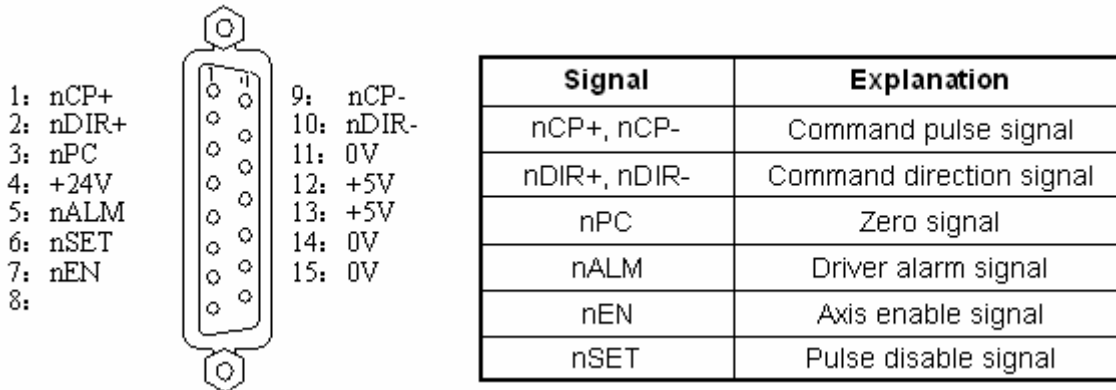 1: nCP+
2: nDIR+
3: nPC
4: +24V
5: nALM
6: nSET
7: nEN
8:
9: nCP-
10: nDIR-
11: 0V
12: +5V
13: +5V
14: 0V
15: 0V
Signal Explanation
nCP+, nCP- Command pulse signal
nDIR+, nDIR- Command direction signal
nPC Zero signal
nALM Driver alarm signal
nEN Axis enable signal
nSET Pulse disable signal